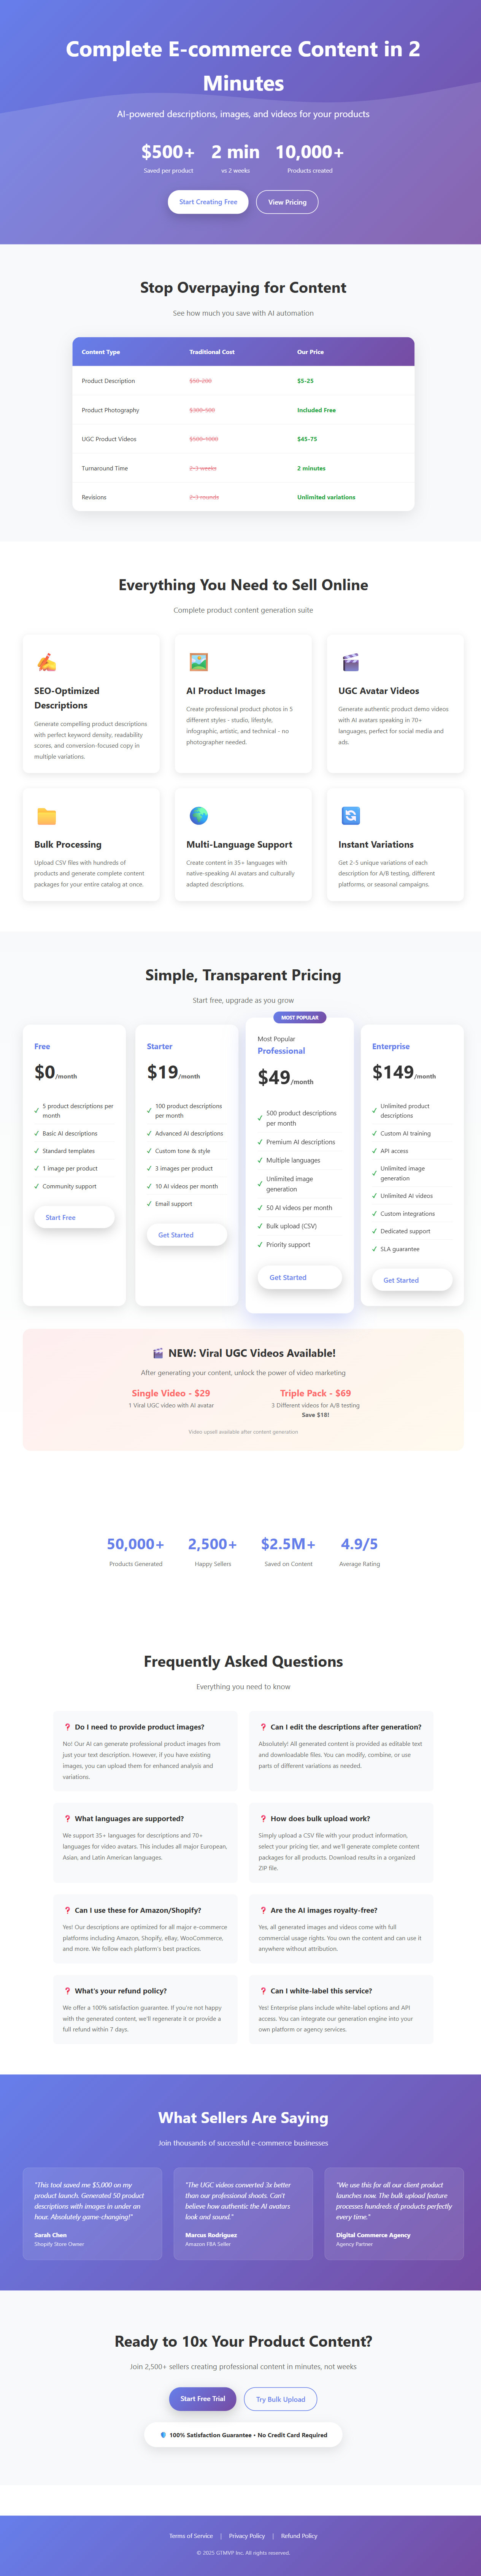 Complete E-commerce Content in 2
Minutes
AI-powered descriptions, images, and videos for your products
$500+ 2 min 10,000+
Saved per product vs 2 weeks Products created
Start Creating Free View Pricing
Stop Overpaying for Content
See how much you save with AI automation
Content Type Traditional Cost Our Price
Product Description $50-200 $5-25
Product Photography $300-500 Included Free
UGC Product Videos $500-1000 $45-75
Turnaround Time 2-3 weeks 2 minutes
Revisions 2-3 rounds Unlimited variations
Everything You Need to Sell Online
Complete product content generation suite
SEO-Optimized
Descriptions
Generate compelling product descriptions
with perfect keyword density, readability
scores, and conversion-focused copy in
multiple variations.
AI Product Images
Create professional product photos in 5
different styles - studio, lifestyle,
infographic, artistic, and technical - no
photographer needed.
UGC Avatar Videos
Generate authentic product demo videos
with AI avatars speaking in 70+
languages, perfect for social media and
ads.
Bulk Processing
Upload CSV files with hundreds of
products and generate complete content
packages for your entire catalog at once.
Multi-Language Support
Create content in 35+ languages with
native-speaking AI avatars and culturally
adapted descriptions.
Instant Variations
Get 2-5 unique variations of each
description for A/B testing, different
platforms, or seasonal campaigns.
Simple, Transparent Pricing
Start free, upgrade as you grow
Free
$0/month
✓ 5 product descriptions per
month
✓ Basic AI descriptions
✓ Standard templates
✓ 1 image per product
✓ Community support
Start Free
Starter
$19/month
✓ 100 product descriptions
per month
✓ Advanced AI descriptions
✓ Custom tone & style
✓ 3 images per product
✓ 10 AI videos per month
✓ Email support
Get Started
MOST POPULAR
Most Popular
Professional
$49/month
✓ 500 product descriptions
per month
✓ Premium AI descriptions
✓ Multiple languages
✓ Unlimited image
generation
✓ 50 AI videos per month
✓ Bulk upload (CSV)
✓ Priority support
Get Started
Enterprise
$149/month
✓ Unlimited product
descriptions
✓ Custom AI training
✓ API access
✓ Unlimited image
generation
✓ Unlimited AI videos
✓ Custom integrations
✓ Dedicated support
✓ SLA guarantee
Get Started
NEW: Viral UGC Videos Available!
After generating your content, unlock the power of video marketing
Single Video - $29
1 Viral UGC video with AI avatar
Triple Pack - $69
3 Different videos for A/B testing
Save $18!
Video upsell available after content generation
50,000+ 2,500+ $2.5M+ 4.9/5
Products Generated Happy Sellers Saved on Content Average Rating
Frequently Asked Questions
Everything you need to know
❓ Do I need to provide product images?
No! Our AI can generate professional product images from
just your text description. However, if you have existing
images, you can upload them for enhanced analysis and
variations.
❓ Can I edit the descriptions after generation?
Absolutely! All generated content is provided as editable text
and downloadable files. You can modify, combine, or use
parts of different variations as needed.
❓ What languages are supported?
We support 35+ languages for descriptions and 70+
languages for video avatars. This includes all major European,
Asian, and Latin American languages.
❓ How does bulk upload work?
Simply upload a CSV file with your product information,
select your pricing tier, and we'll generate complete content
packages for all products. Download results in a organized
ZIP file.
❓ Can I use these for Amazon/Shopify?
Yes! Our descriptions are optimized for all major e-commerce
platforms including Amazon, Shopify, eBay, WooCommerce,
and more. We follow each platform's best practices.
❓ Are the AI images royalty-free?
Yes, all generated images and videos come with full
commercial usage rights. You own the content and can use it
anywhere without attribution.
❓ What's your refund policy?
We offer a 100% satisfaction guarantee. If you're not happy
with the generated content, we'll regenerate it or provide a
full refund within 7 days.
❓ Can I white-label this service?
Yes! Enterprise plans include white-label options and API
access. You can integrate our generation engine into your
own platform or agency services.
What Sellers Are Saying
Join thousands of successful e-commerce businesses
"This tool saved me $5,000 on my
product launch. Generated 50 product
descriptions with images in under an
hour. Absolutely game-changing!"
Sarah Chen
Shopify Store Owner
"The UGC videos converted 3x better
than our professional shoots. Can't
believe how authentic the AI avatars
look and sound."
Marcus Rodriguez
Amazon FBA Seller
"We use this for all our client product
launches now. The bulk upload feature
processes hundreds of products perfectly
every time."
Digital Commerce Agency
Agency Partner
Ready to 10x Your Product Content?
Join 2,500+ sellers creating professional content in minutes, not weeks
Start Free Trial Try Bulk Upload
100% Satisfaction Guarantee • No Credit Card Required
Terms of Service | Privacy Policy | Refund Policy
© 2025 GTMVP Inc. All rights reserved.